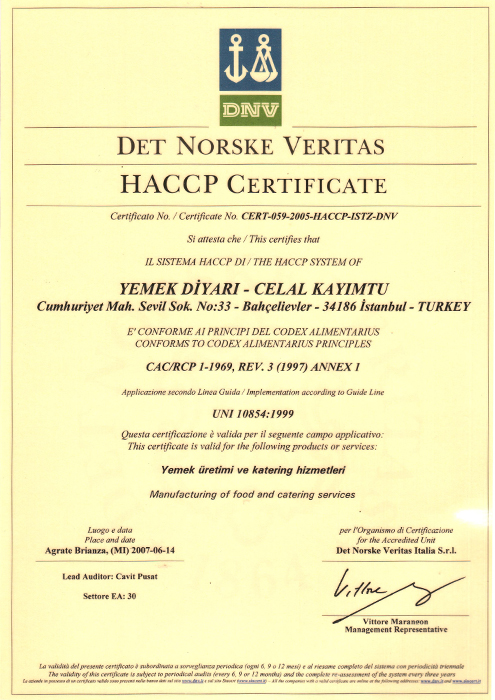 DNV
DET NORSKE VERITAS
HACCP CERTIFICATE
Certificato No. / Certificate No. CERT-059-2005-HACCP-ISTZ-DNV
Si attesta che / This certifies that
IL SISTEMA HACCP DI / THE HACCP SYSTEM OF
YEMEK DİYARI - CELAL KAYIMTU
Cumhuriyet Mah. Sevil Sok. No:33 - Bahçelievler - 34186 İstanbul - TURKEY
E' CONFORME AI PRINCIPI DEL CODEX ALIMENTARIUS
CONFORMS TO CODEX ALIMENTARIUS PRINCIPLES
CAC/RCP 1-1969, REV. 3 (1997) ANNEX 1
Applicazione secondo Linea Guida / Implementation according to Guide Line
UNI 10854:1999
Questa certificazione è valida per il seguente campo applicativo:
This certificate is valid for the following products or services:
Yemek üretimi ve katering hizmetleri
Manufacturing of food and catering services
Luogo e data
Place and date
Agrate Brianza, (MI) 2007-06-14
per l'Organismo di Certificazione
for the Accredited Unit
Det Norske Veritas Italia S.r.l.
Lead Auditor: Cavit Pusat
Settore EA: 30
Vittore Marangon
Management Representative
La validità del presente certificato è subordinata a sorveglianza periodica (ogni 6, 9 o 12 mesi) e al riesame completo del sistema con periodicità triennale
The validity of this certificate is subject to periodical audits (every 6, 9 or 12 months) and the complete re-assessment of the system every three years